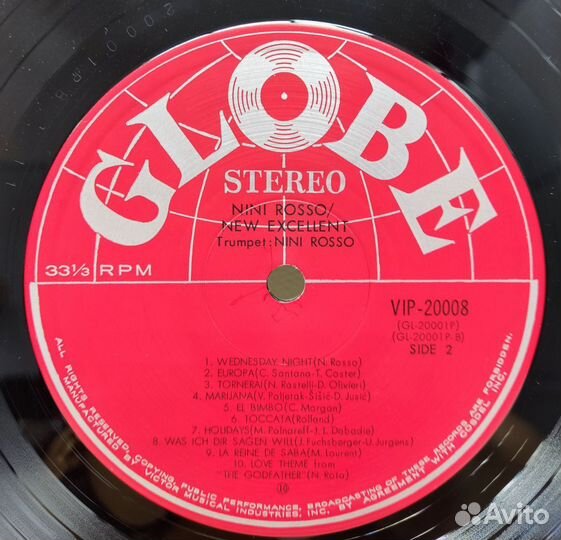 GLOBE
STEREO
NINI ROSSO/
NEW EXCELLENT
Trumpet: NINI ROSSO
33⅓ RPM
VIP-20008
(GL-20001P)
(GL-20001P-B)
SIDE 2
1. WEDNESDAY NIGHT(N. Rosso)
2. EUROPA(C. Santana-T. Coster)
3. TORNERAI(N. Rastelli-D. Olivieri)
4. MARIJANA(V. Poljerak-Šišič-D. Jusić)
5. EL BIMBO(C. Morgan)
6. TOCCATA(Rolland)
7. HOLIDAYS(M. Polnareff-J.L. Dabadie)
8. WAS ICH DIR SAGEN WILL(J. Fuchsberger-U. Jurgens)
9. LA REINE DE SABA(M. Laurent)
10. LOVE THEME from
"THE GODFATHER"(N. Rota)
ALL RIGHTS RESERVED. COPYING, PUBLIC PERFORMANCE, BROADCASTING OF THESE RECORDS ARE FORBIDDEN.
MANUFACTURED BY VICTOR MUSICAL INDUSTRIES, INC. BY AGREEMENT WITH GOSDEL INC.
Avito